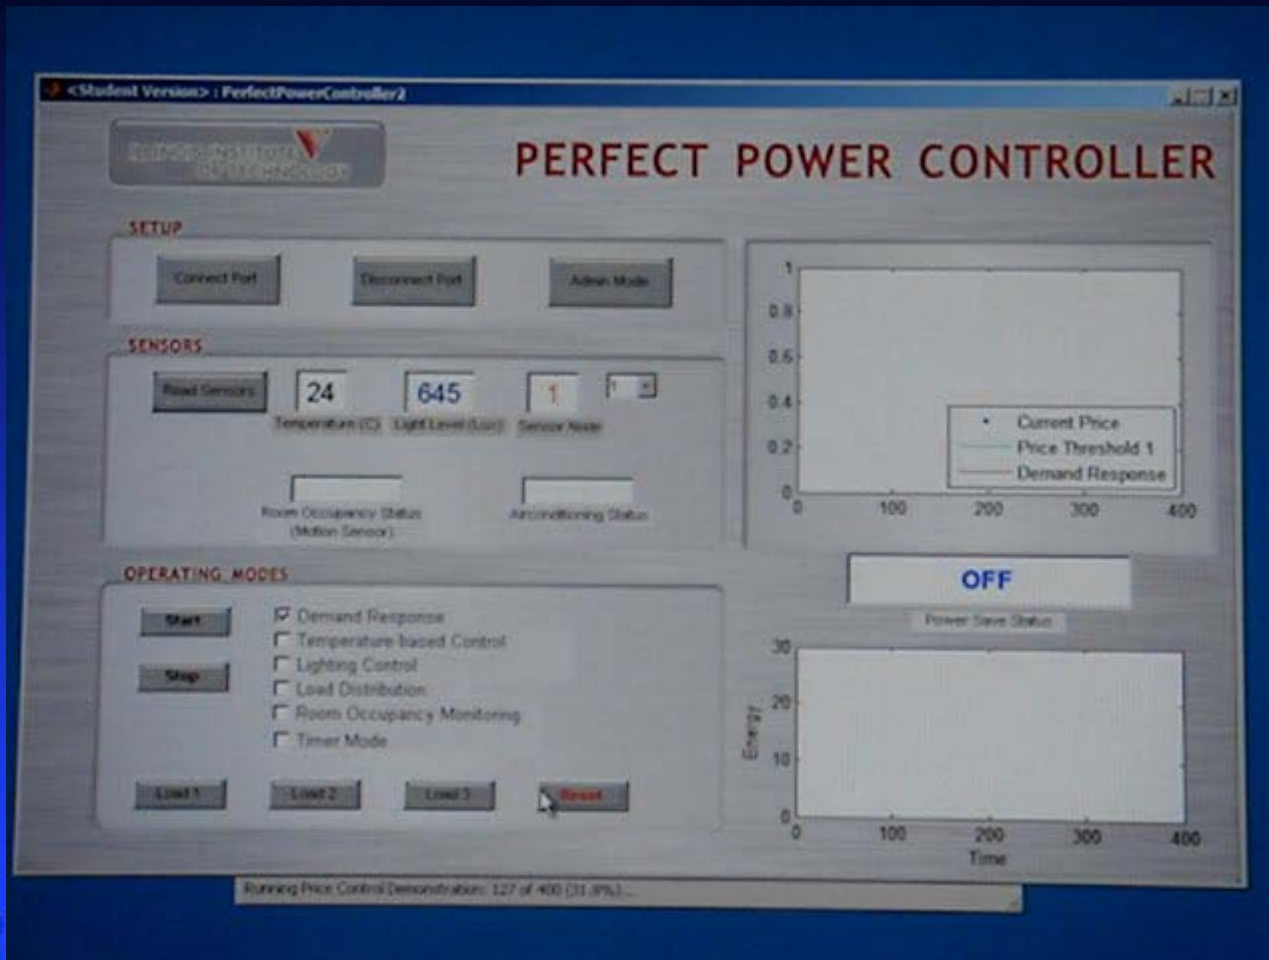 <Student Version> : PerfectPowerController2
ILLINOIS INSTITUTE
OF TECHNOLOGY
PERFECT POWER CONTROLLER
SETUP
Connect Port
Disconnect Port
Admin Mode
SENSORS
Read Sensors
24
645
1
1
Temperature (C)
Light Level (Lux)
Sensor Node
Room Occupancy Status
(Motion Sensor)
Airconditioning Status
OPERATING MODES
Start
Stop
Demand Response
Temperature-based Control
Lighting Control
Load Distribution
Room Occupancy Monitoring
Timer Mode
Load 1
Load 2
Load 3
Reset
1
0.8
0.6
0.4
0.2
0
0 100 200 300 400
Current Price
Price Threshold 1
Demand Response
OFF
Power Save Status
30
20
10
0
Energy
0 100 200 300 400
Time
Running Price Control Demonstration: 127 of 400 (31.8%)...